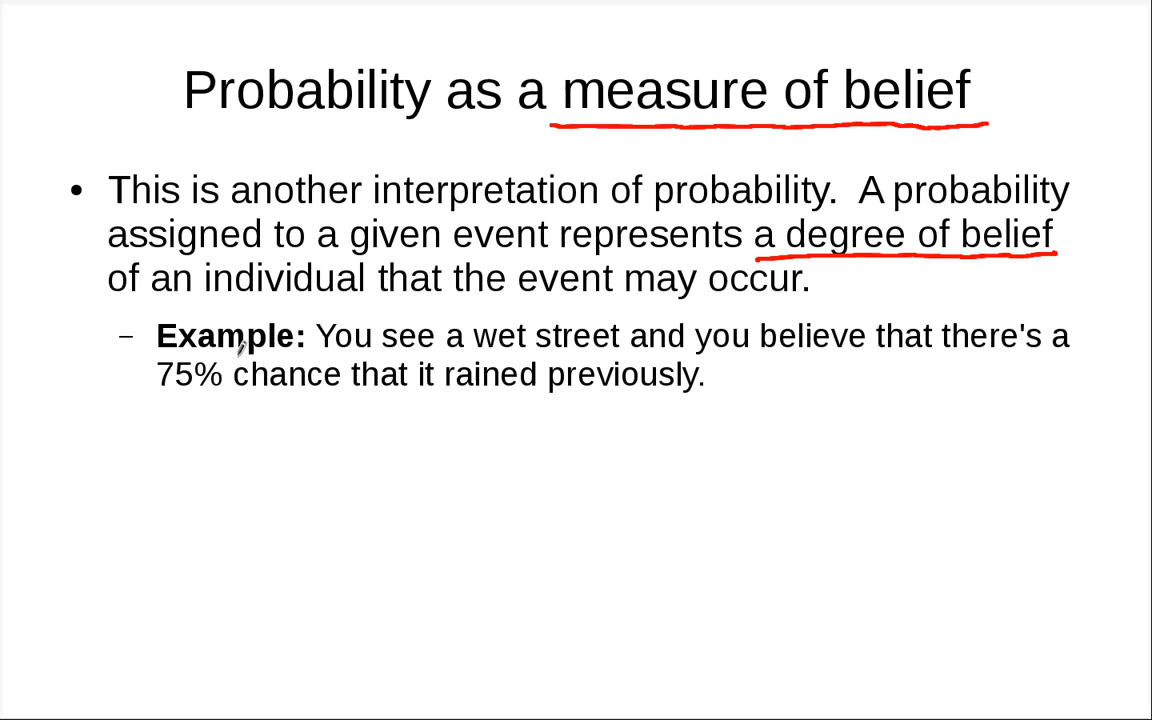 Probability as a measure of belief
• This is another interpretation of probability.  A probability
assigned to a given event represents a degree of belief
of an individual that the event may occur.
– Example: You see a wet street and you believe that there's a
75% chance that it rained previously.